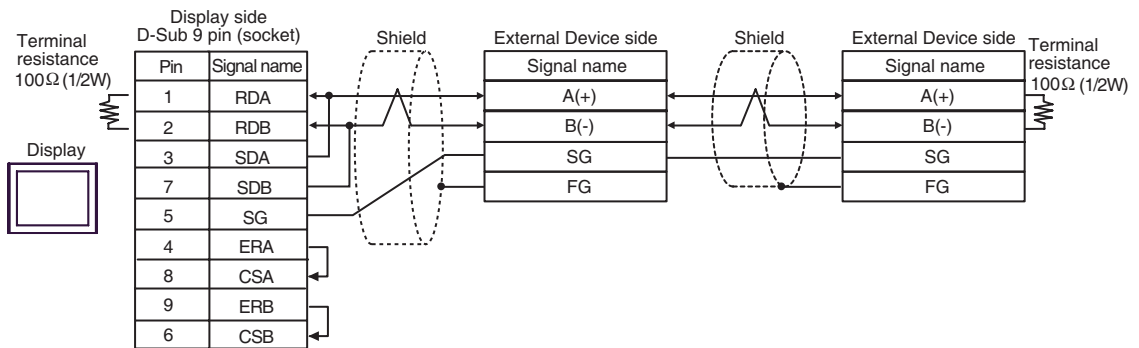 Display side
D-Sub 9 pin (socket)
Terminal
resistance
100Ω (1/2W)
Display
Pin Signal name
1 RDA
2 RDB
3 SDA
7 SDB
5 SG
4 ERA
8 CSA
9 ERB
6 CSB
Shield
External Device side
Signal name
A(+)
B(-)
SG
FG
Shield
External Device side
Signal name
A(+)
B(-)
SG
FG
Terminal
resistance
100Ω (1/2W)